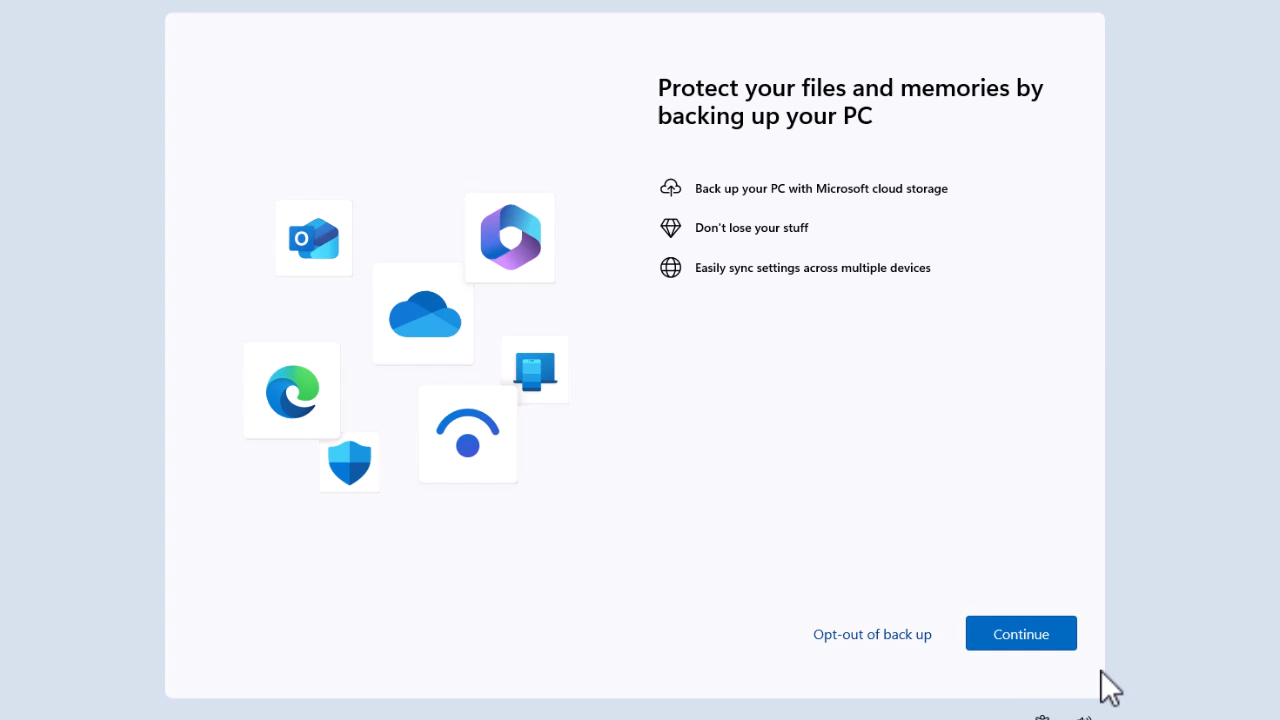 Protect your files and memories by
backing up your PC
Back up your PC with Microsoft cloud storage
Don't lose your stuff
Easily sync settings across multiple devices
O
Opt-out of back up
Continue